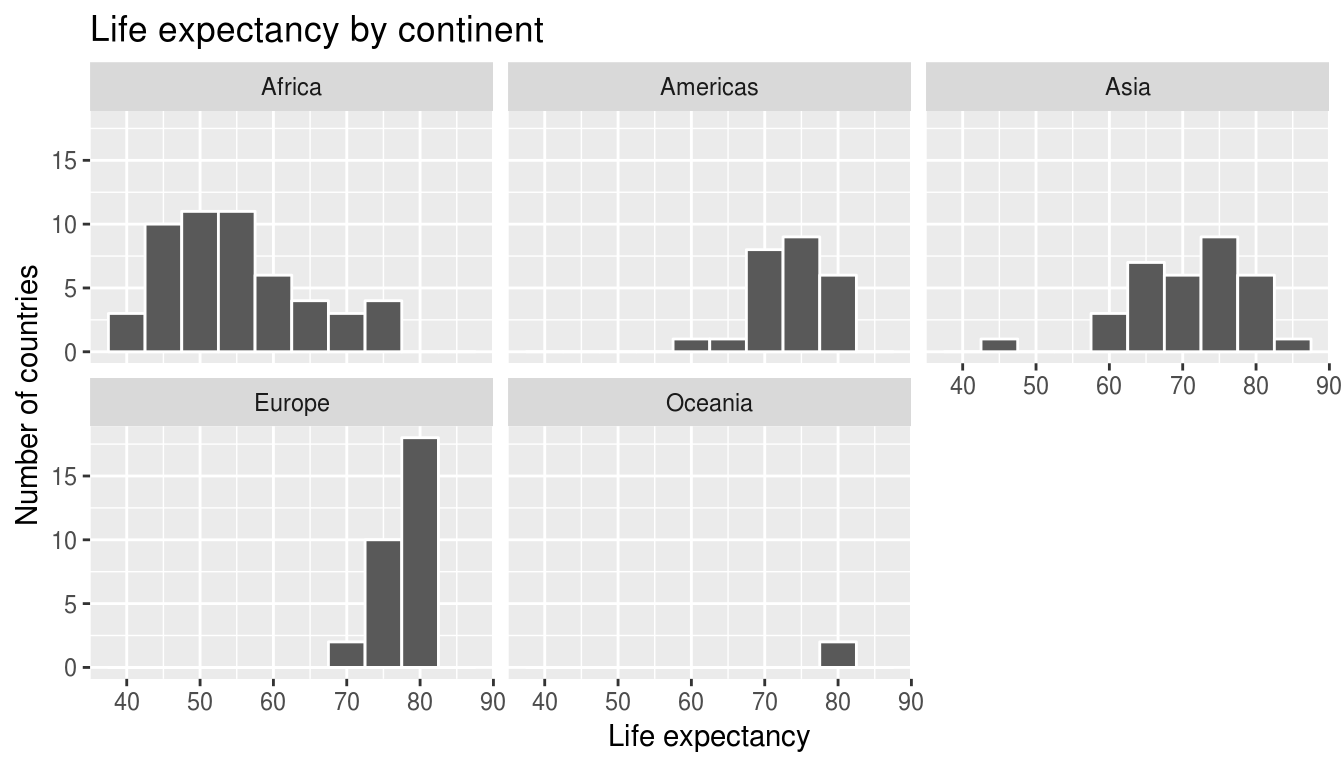 Life expectancy by continent
Africa
Americas
Asia
15
10
5
0
40 50 60 70 80 90
Europe
Oceania
15
10
5
0
40 50 60 70 80 90
40 50 60 70 80 90
Number of countries
Life expectancy